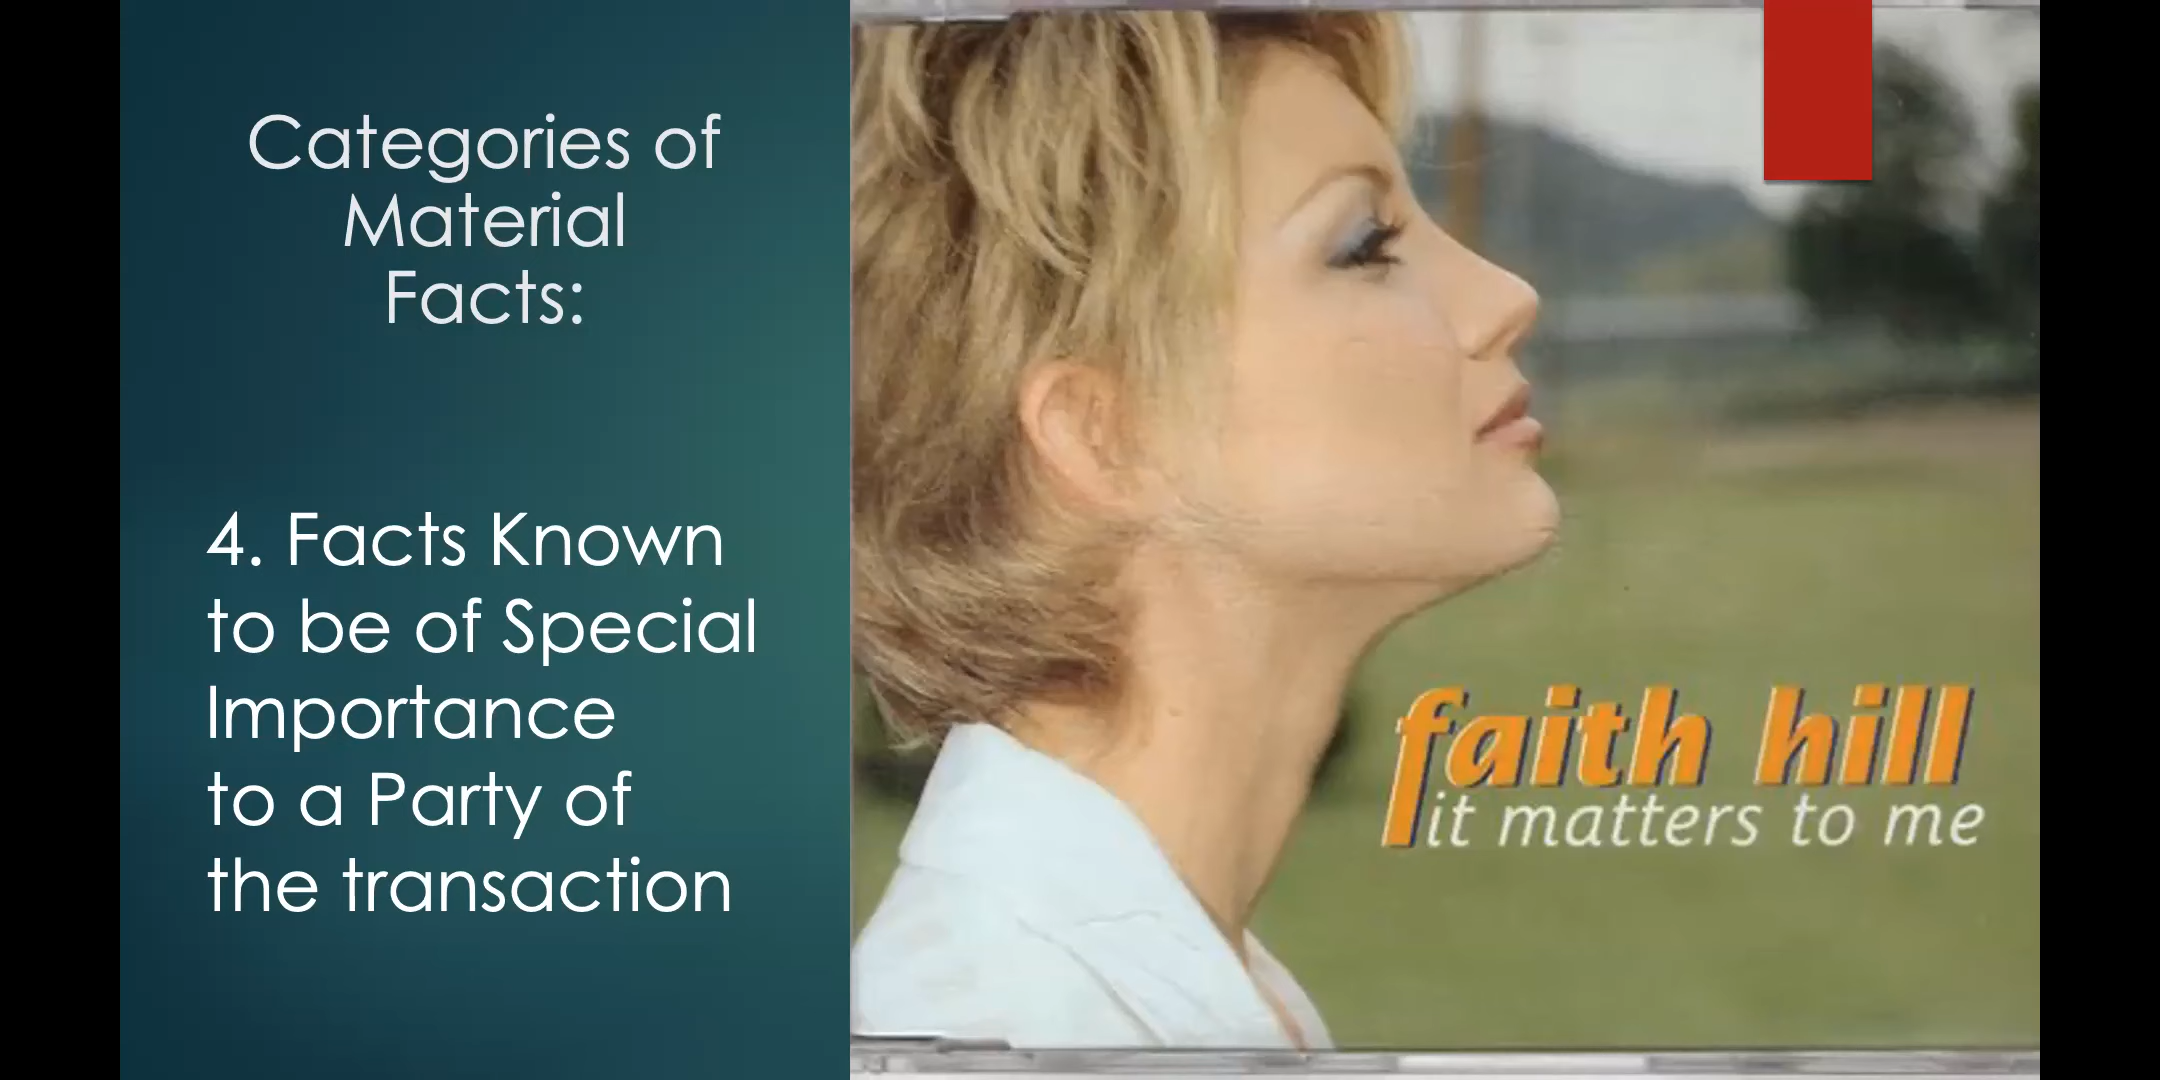 Categories of
Material
Facts:
4. Facts Known
to be of Special
Importance
to a Party of
the transaction
faith hill
it matters to me